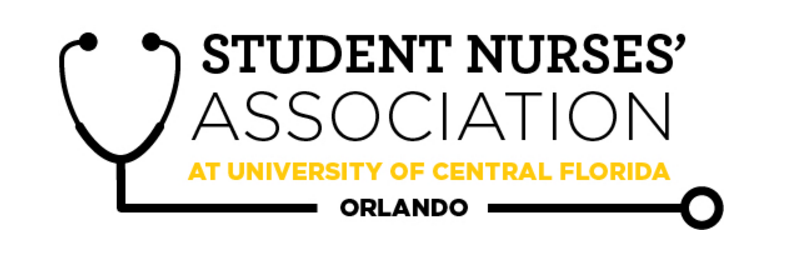 STUDENT NURSES’
ASSOCIATION
AT UNIVERSITY OF CENTRAL FLORIDA
ORLANDO